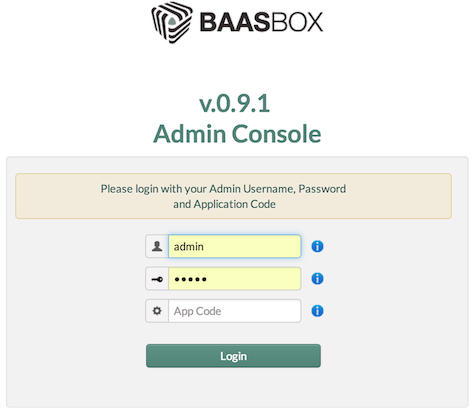 BAASBOX
v.0.9.1
Admin Console
Please login with your Admin Username, Password
and Application Code
admin
•••••
App Code
Login